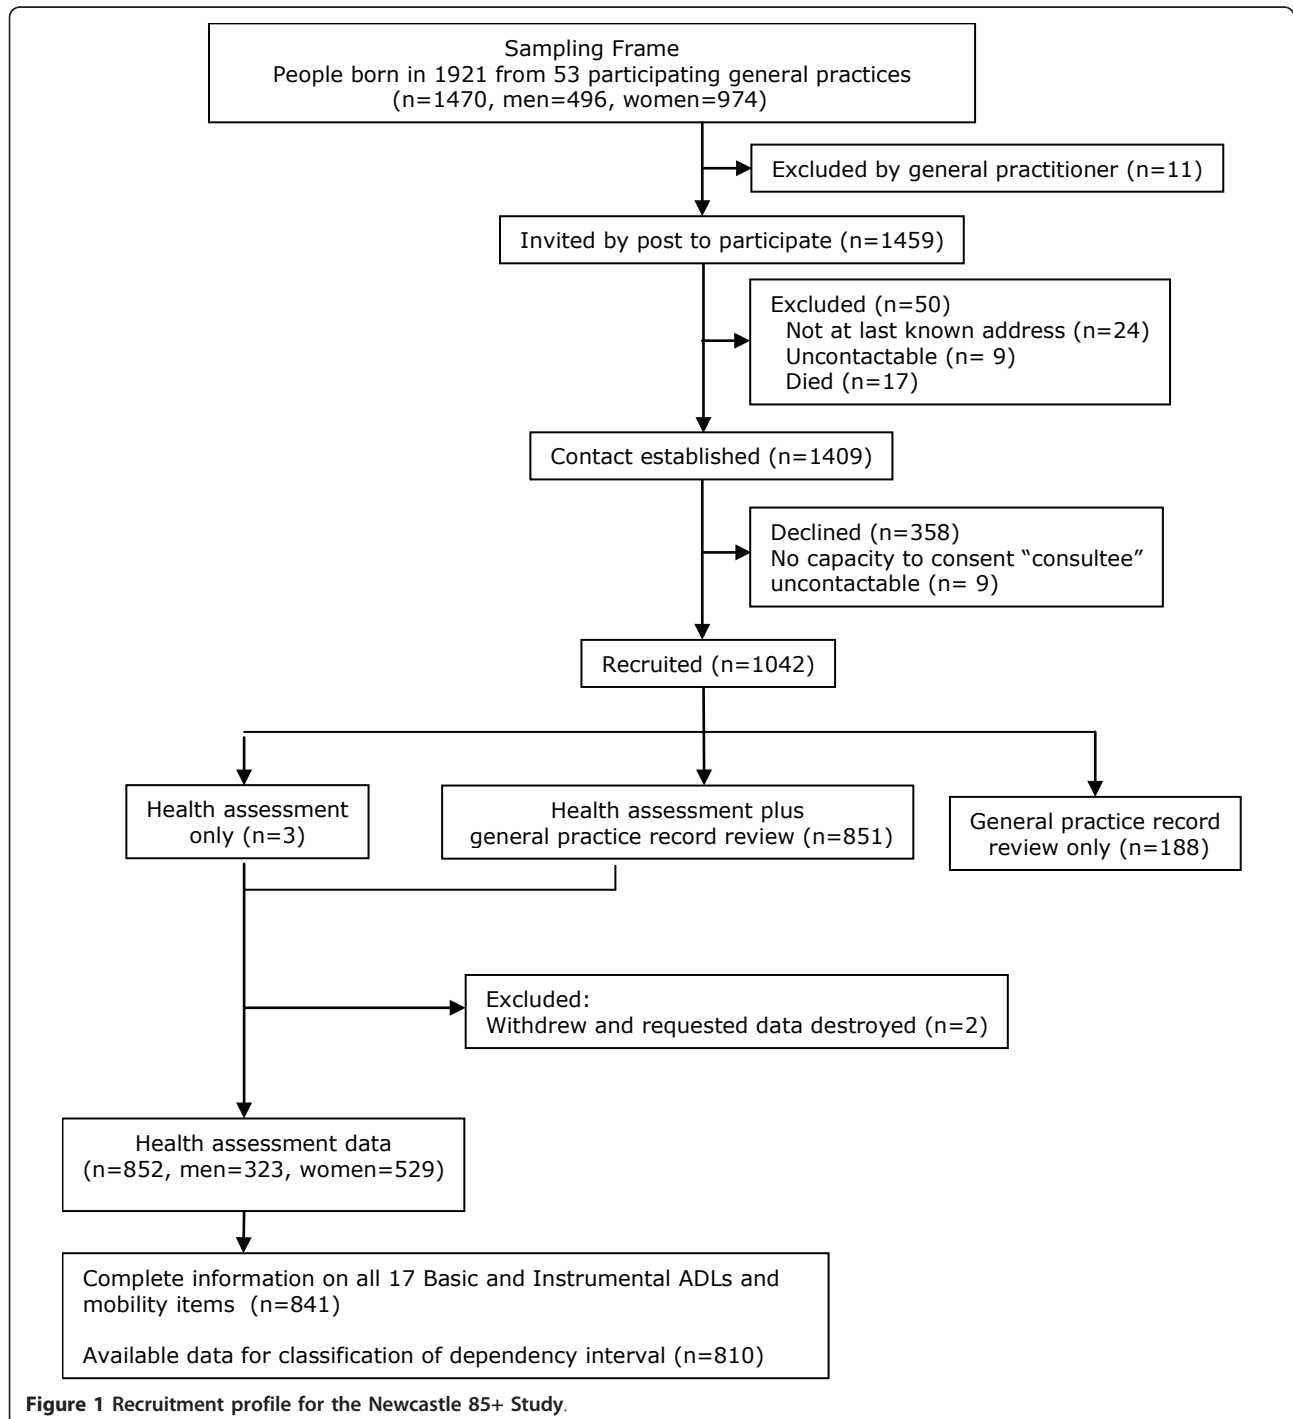 Sampling Frame
People born in 1921 from 53 participating general practices
(n=1470, men=496, women=974)
Excluded by general practitioner (n=11)
Invited by post to participate (n=1459)
Excluded (n=50)
Not at last known address (n=24)
Uncontactable (n= 9)
Died (n=17)
Contact established (n=1409)
Declined (n=358)
No capacity to consent “consultee”
uncontactable (n= 9)
Recruited (n=1042)
Health assessment
only (n=3)
Health assessment plus
general practice record review (n=851)
General practice record
review only (n=188)
Excluded:
Withdrew and requested data destroyed (n=2)
Health assessment data
(n=852, men=323, women=529)
Complete information on all 17 Basic and Instrumental ADLs and
mobility items (n=841)
Available data for classification of dependency interval (n=810)
Figure 1 Recruitment profile for the Newcastle 85+ Study.